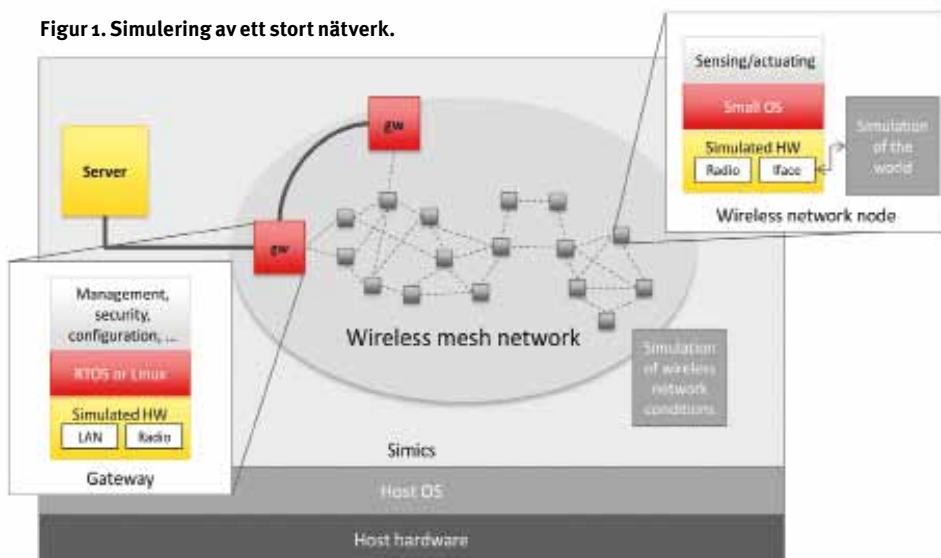 Figur 1. Simulering av ett stort nätverk.
Sensing/actuating
Small OS
Simulated HW
Radio
Iface
Simulation
of the
world
Wireless network node
Server
gw
gw
Management,
security,
configuration, ...
RTOS or Linux
Simulated HW
LAN
Radio
Gateway
Wireless mesh network
Simulation
of wireless
network
conditions
Simics
Host OS
Host hardware